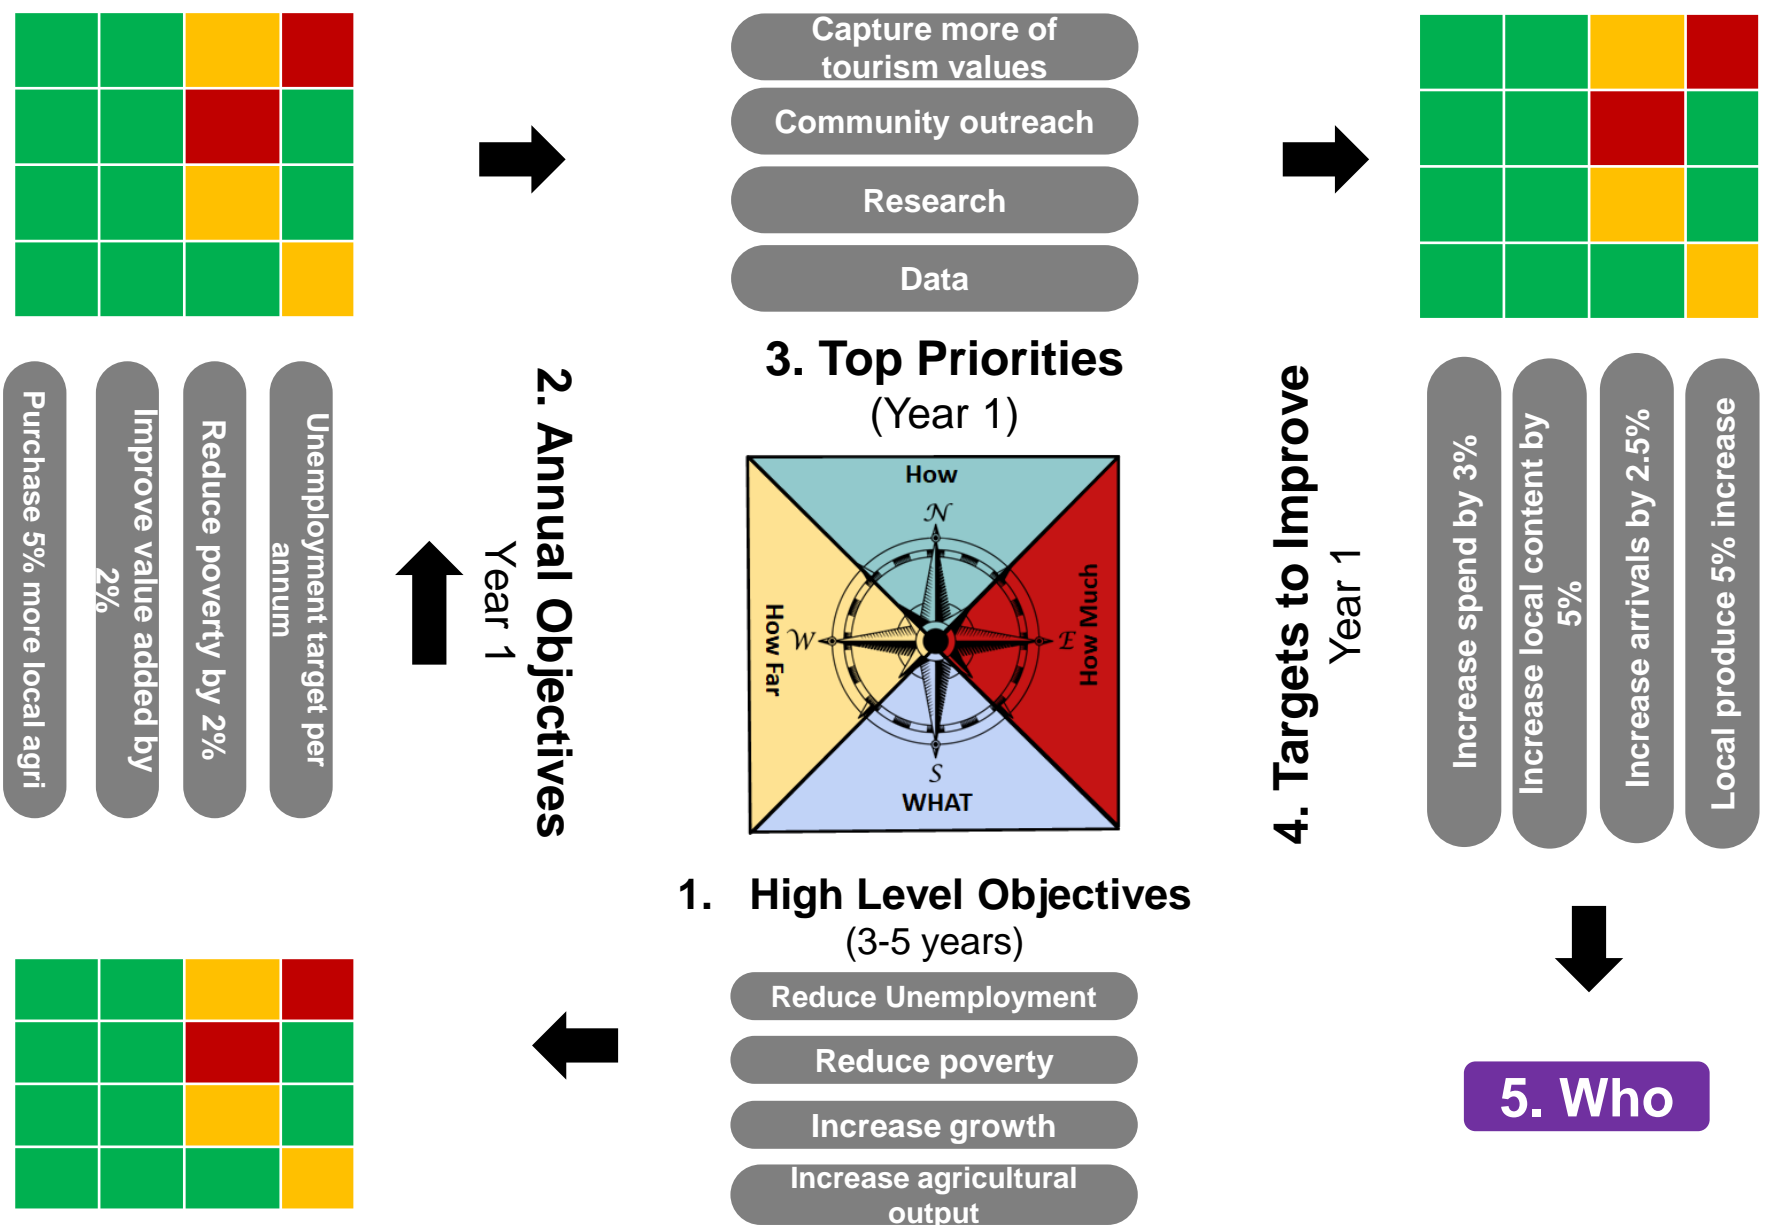 Capture more of
tourism values
Community outreach
Research
Data
3. Top Priorities
(Year 1)
Purchase 5% more local agri
Improve value added by
2%
Reduce poverty by 2%
Unemployment target per
annum
2. Annual Objectives
Year 1
How
N
How Far
W
E
How Much
S
WHAT
4. Targets to Improve
Year 1
Increase spend by 3%
Increase local content by
5%
Increase arrivals by 2.5%
Local produce 5% increase
1. High Level Objectives
(3-5 years)
Reduce Unemployment
Reduce poverty
Increase growth
Increase agricultural
output
5. Who